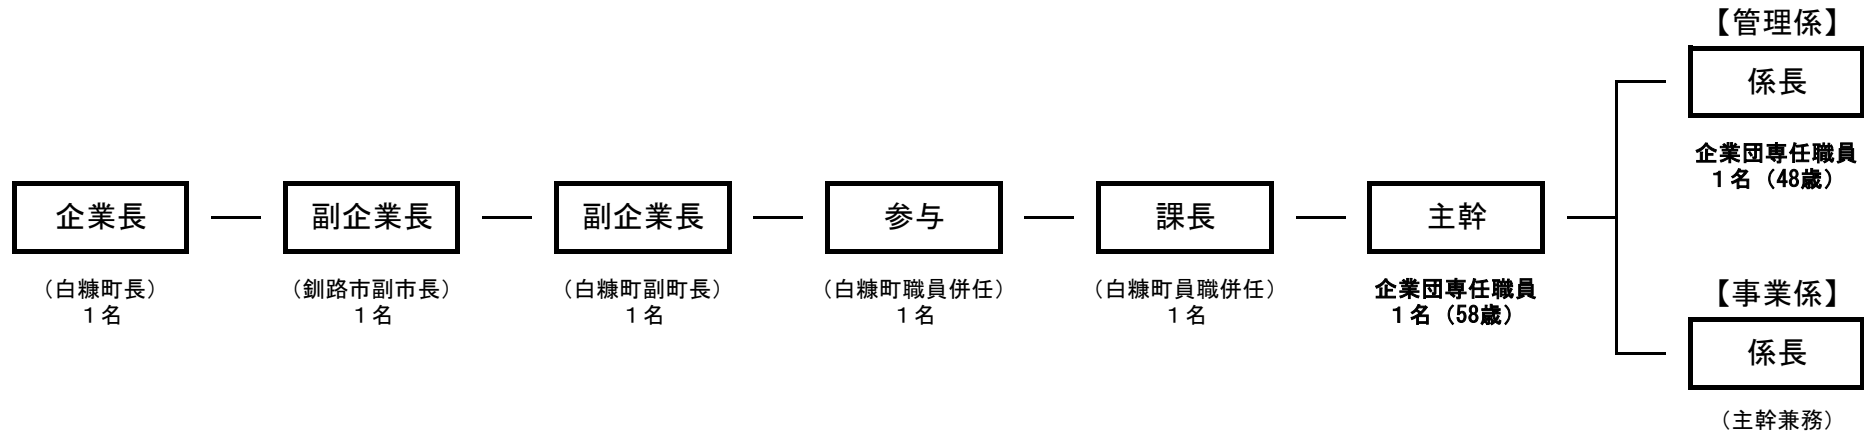 【管理係】
係長
企業団専任職員
１名（48歳）
企業長
（白糠町長）
１名
副企業長
（釧路市副市長）
１名
副企業長
（白糠町副町長）
１名
参与
（白糠町職員併任）
１名
課長
（白糠町員職併任）
１名
主幹
企業団専任職員
１名（58歳）
【事業係】
係長
（主幹兼務）